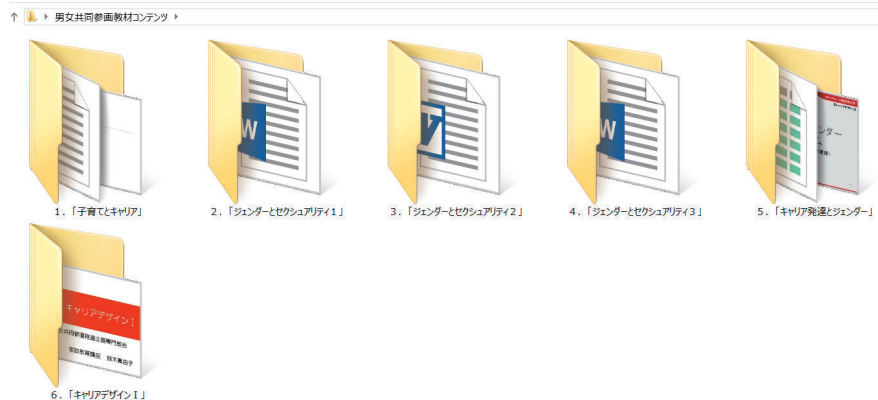 男女共同参画教材コンテンツ
1.「子育てとキャリア」
2.「ジェンダーとセクシュアリティ1」
3.「ジェンダーとセクシュアリティ2」
4.「ジェンダーとセクシュアリティ3」
5.「キャリア発達とジェンダー」
W
W
ンダー
キャリアデザインⅠ
6.「キャリアデザインⅠ」